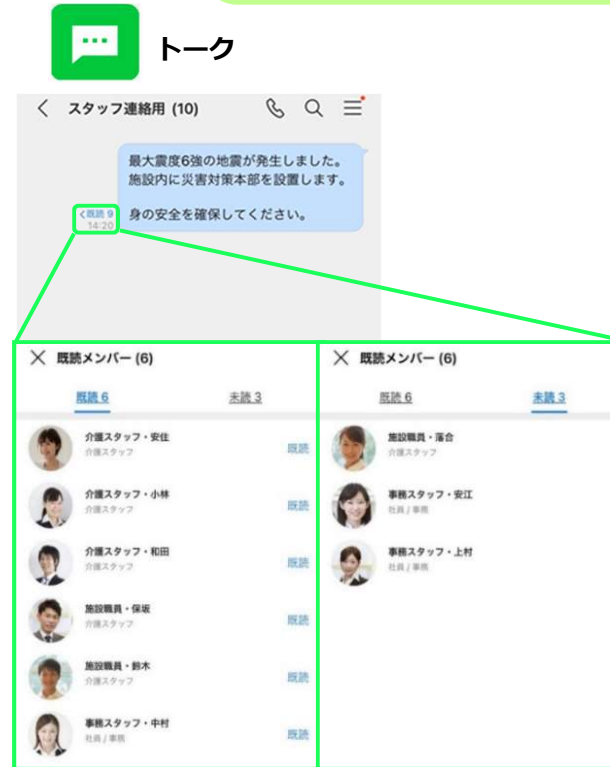 トーク
スタッフ連絡用 (10)
最大震度6強の地震が発生しました。
施設内に災害対策本部を設置します。
身の安全を確保してください。
<既読 9
14:20
既読メンバー (6)
既読 6
未読 3
介護スタッフ・安住
介護スタッフ
既読
介護スタッフ・小林
介護スタッフ
既読
介護スタッフ・和田
介護スタッフ
既読
施設職員・保坂
介護スタッフ
既読
施設職員・鈴木
介護スタッフ
既読
事務スタッフ・中村
社員 / 事務
既読
既読メンバー (6)
既読 6
未読 3
施設職員・落合
介護スタッフ
事務スタッフ・安江
社員 / 事務
事務スタッフ・上村
社員 / 事務